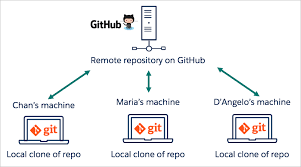 GitHub
Remote repository on GitHub
Chan's machine
Maria's machine
D'Angelo's machine
git
git
git
Local clone of repo
Local clone of repo
Local clone of repo